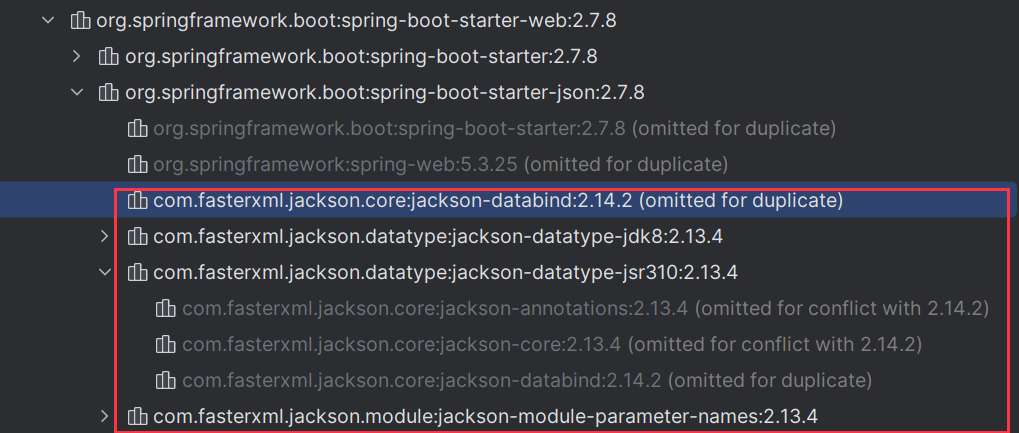 org.springframework.boot:spring-boot-starter-web:2.7.8
org.springframework.boot:spring-boot-starter:2.7.8
org.springframework.boot:spring-boot-starter-json:2.7.8
org.springframework.boot:spring-boot-starter:2.7.8 (omitted for duplicate)
org.springframework:spring-web:5.3.25 (omitted for duplicate)
com.fasterxml.jackson.core:jackson-databind:2.14.2 (omitted for duplicate)
com.fasterxml.jackson.datatype:jackson-datatype-jdk8:2.13.4
com.fasterxml.jackson.datatype:jackson-datatype-jsr310:2.13.4
com.fasterxml.jackson.core:jackson-annotations:2.13.4 (omitted for conflict with 2.14.2)
com.fasterxml.jackson.core:jackson-core:2.13.4 (omitted for conflict with 2.14.2)
com.fasterxml.jackson.core:jackson-databind:2.14.2 (omitted for duplicate)
com.fasterxml.jackson.module:jackson-module-parameter-names:2.13.4